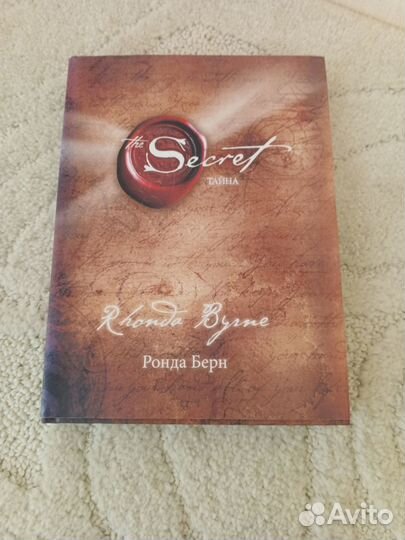 the Secret
ТАЙНА
Rhonda Byrne
Ронда Берн
Avito